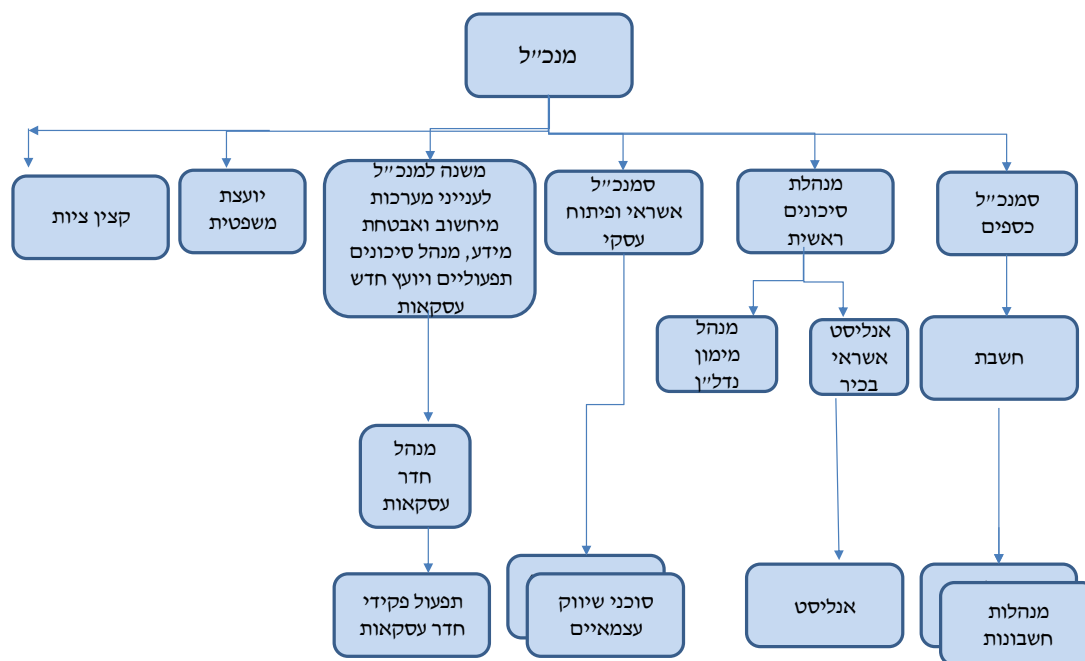 מנכ״ל
סמנכ״ל
כספים
מנהלת
סיכונים
ראשית
סמנכ״ל
אשראי ופיתוח
עסקי
משנה למנכ״ל
לענייני מערכות
מיחשוב ואבטחת
מידע, מנהל סיכונים
תפעוליים ויועץ חדש
עסקאות
יועצת
משפטית
קצין ציות
חשבת
אנליסט
אשראי
בכיר
מנהל
מימון
נדל״ן
מנהל
חדר
עסקאות
מנהלות
חשבונות
אנליסט
סוכני שיווק
עצמאיים
תפעול פקידי
חדר עסקאות